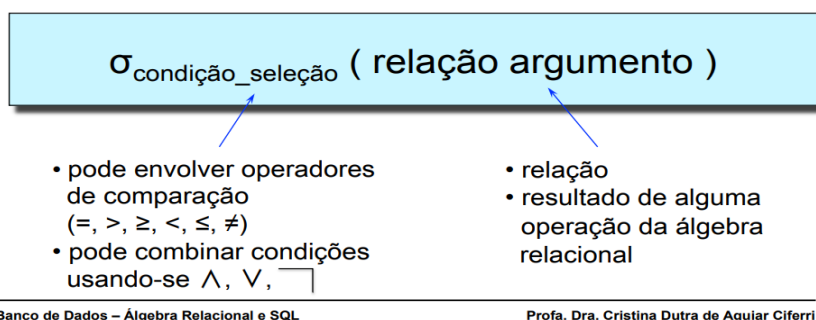 σcondição_seleção ( relação argumento )
• pode envolver operadores
de comparação
(=, >, ≥, <, ≤, ≠)
• pode combinar condições
usando-se ∧, ∨, ¬
• relação
• resultado de alguma
operação da álgebra
relacional
Banco de Dados – Álgebra Relacional e SQL
Profa. Dra. Cristina Dutra de Aguiar Ciferri